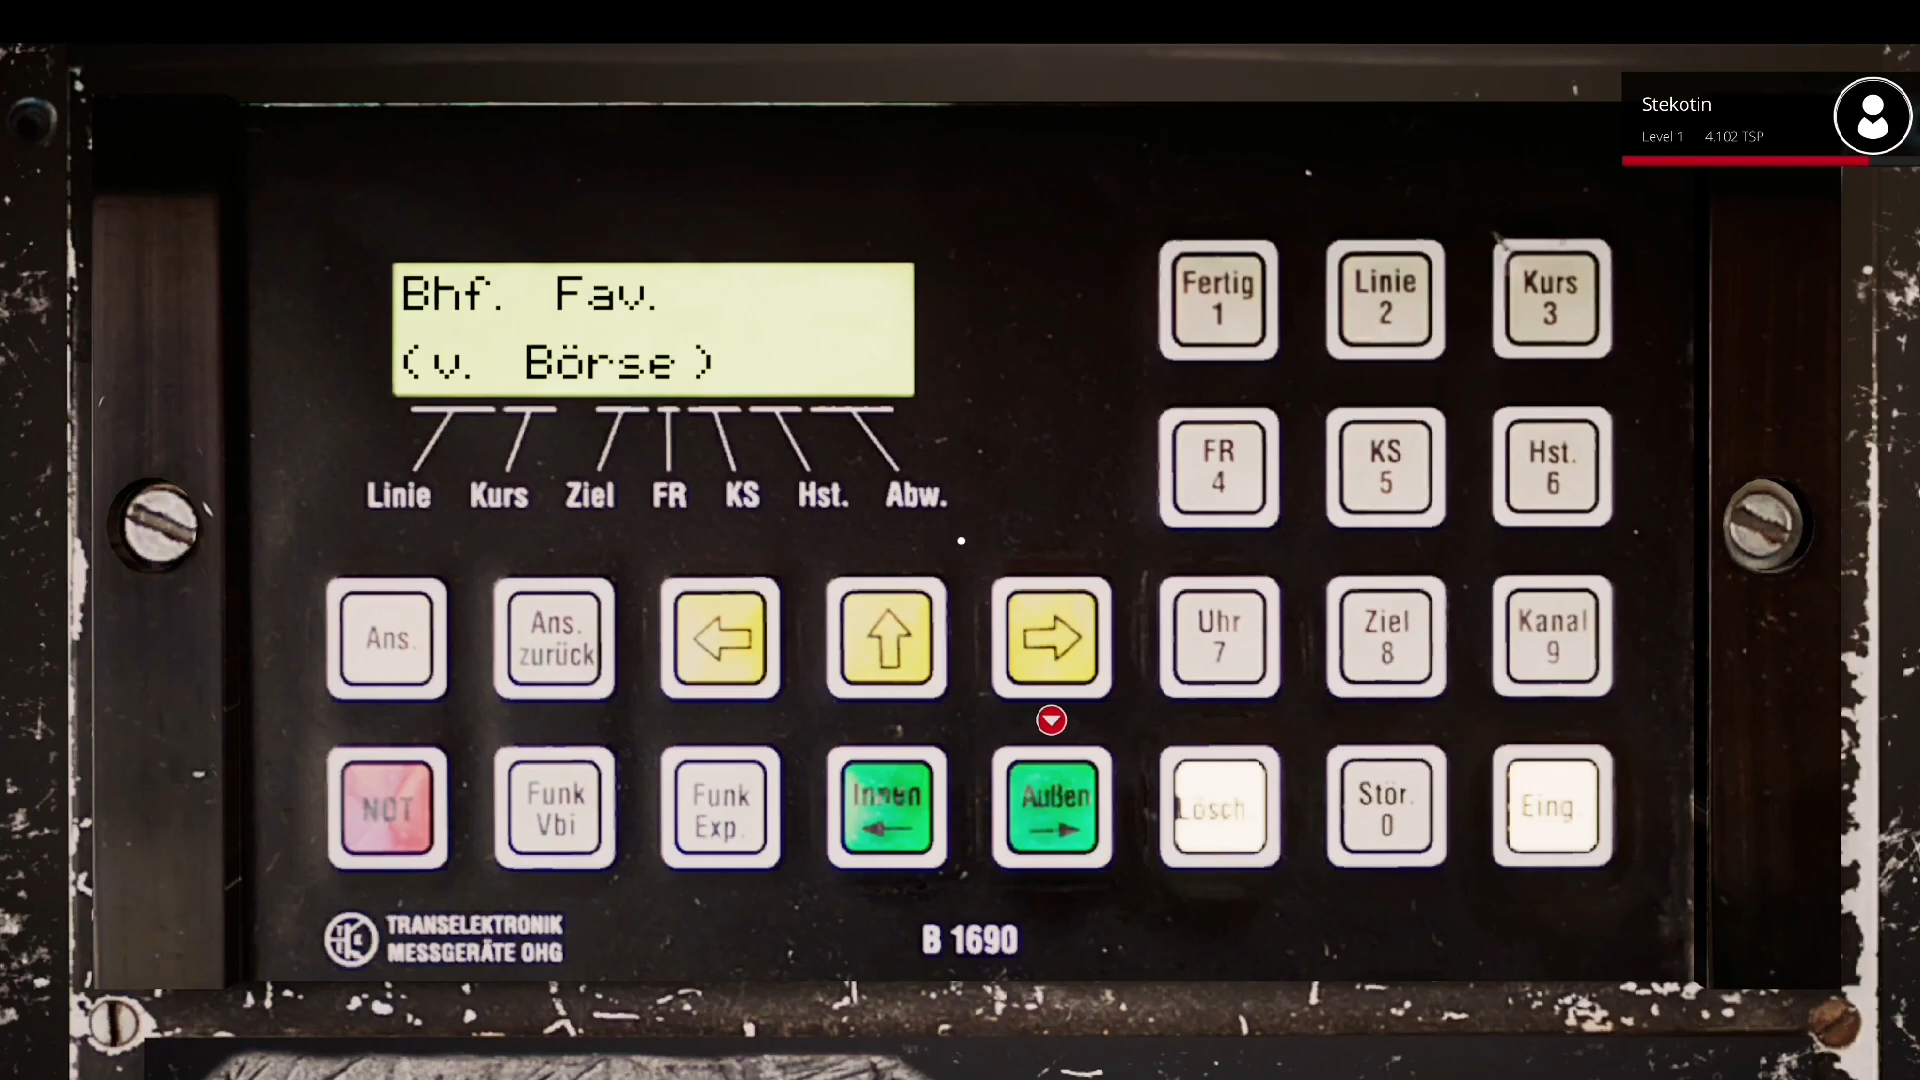 Stekotin
Level 1 4.102 TSP
Bhf. Fav.
(v. Börse)
Linie Kurs Ziel FR KS Hst. Abw.
Fertig 1
Linie 2
Kurs 3
FR 4
KS 5
Hst. 6
Ans.
Ans. zurück
Uhr 7
Ziel 8
Kanal 9
NOT
Funk Vbi
Funk Exp.
Innen
Außen
Lösch.
Stör. 0
Eing.
TRANSELEKTRONIK
MESSGERÄTE OHG
B 1690